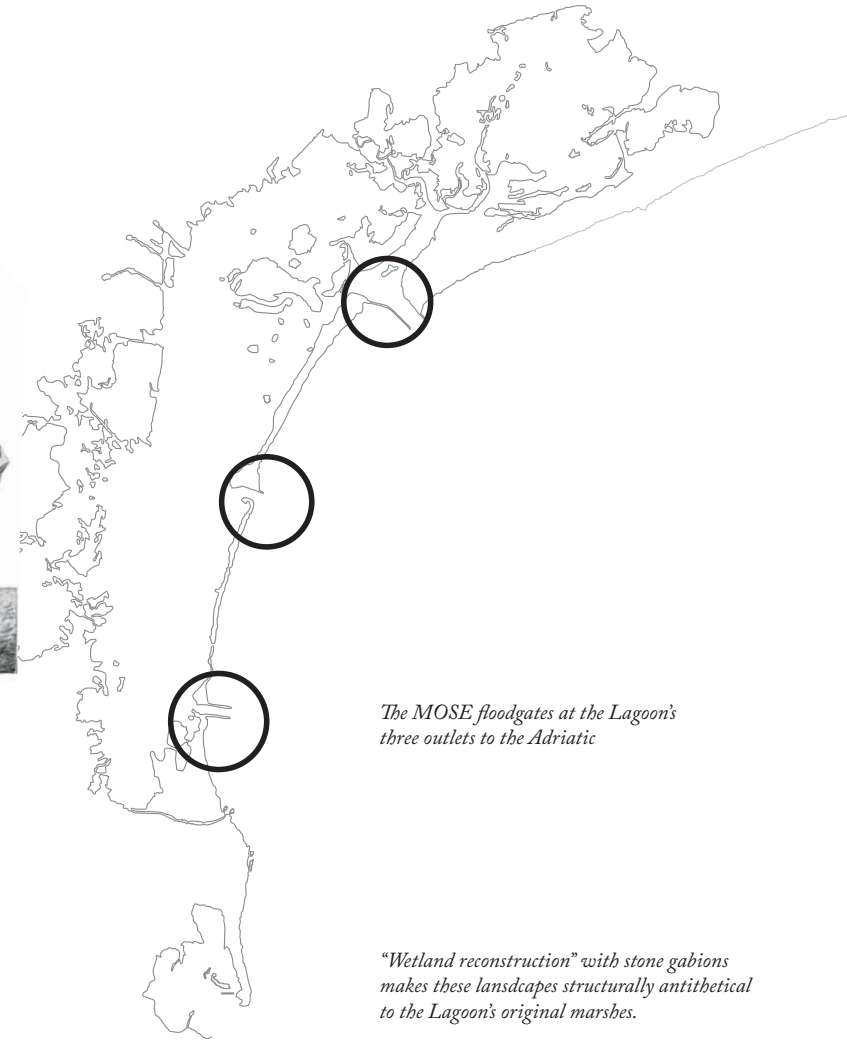 The MOSE floodgates at the Lagoon’s
three outlets to the Adriatic
“Wetland reconstruction” with stone gabions
makes these lansdcapes structurally antithetical
to the Lagoon’s original marshes.